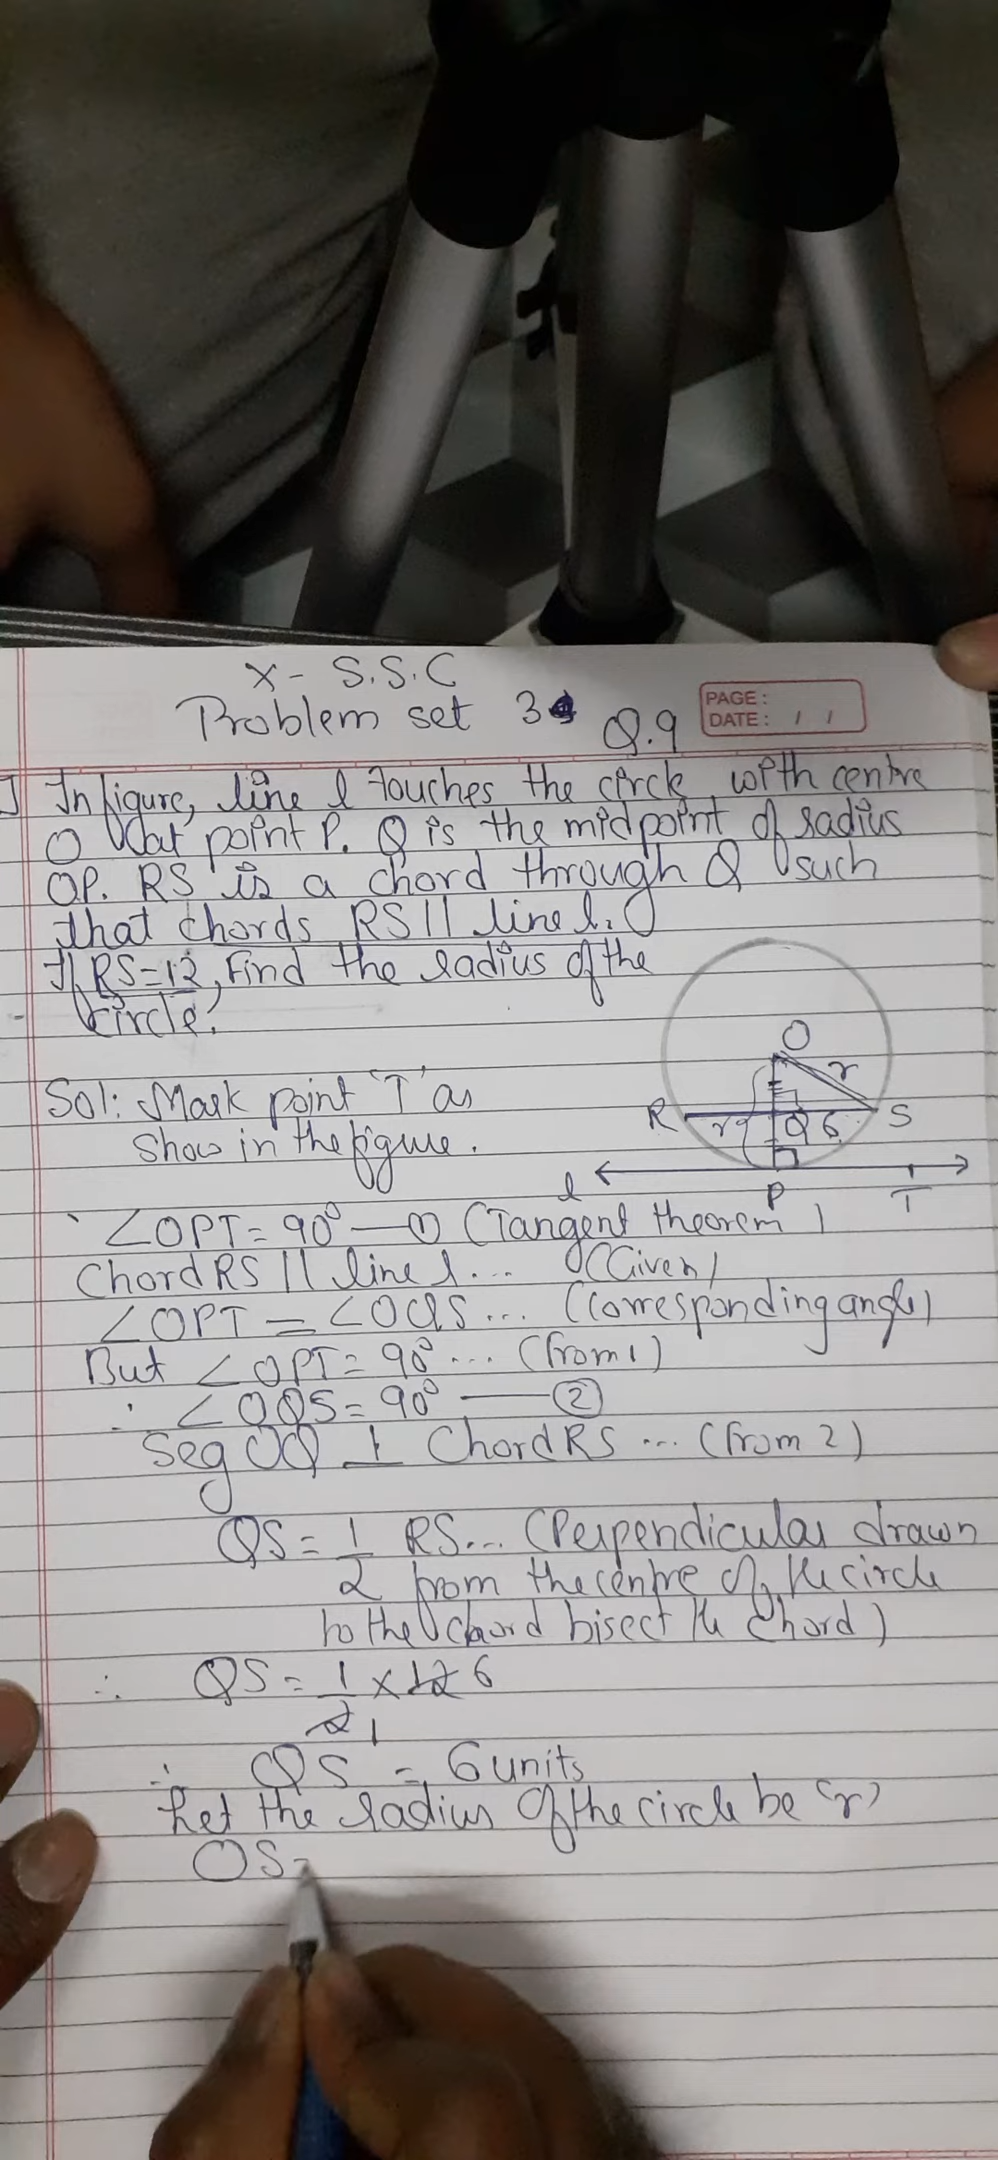 X- S.S.C
Problem set 3 Q.9
PAGE:
DATE: / /
In figure, line l touches the circle with centre
O at point P. Q is the midpoint of radius
OP. RS is a chord through Q such
that chords RS || line l.
If RS=12, Find the radius of the
circle.
O
r
R
Q 6
S
l
P
T
Sol: Mark point 'T' as
show in the figure.
∠OPT = 90° — ① (Tangent theorem)
Chord RS || line l... (Given)
∠OPT = ∠OQS... (Corresponding angle)
But ∠OPT = 90°... (from 1)
∴ ∠OQS = 90° — ②
Seg OQ ⊥ Chord RS ... (from 2)
QS = 1/2 RS... (Perpendicular drawn
from the centre of the circle
to the chord bisect the chord)
∴ QS = 1/2 × 12 6
1
∴ QS = 6 units
Let the radius of the circle be 'r'
OS=